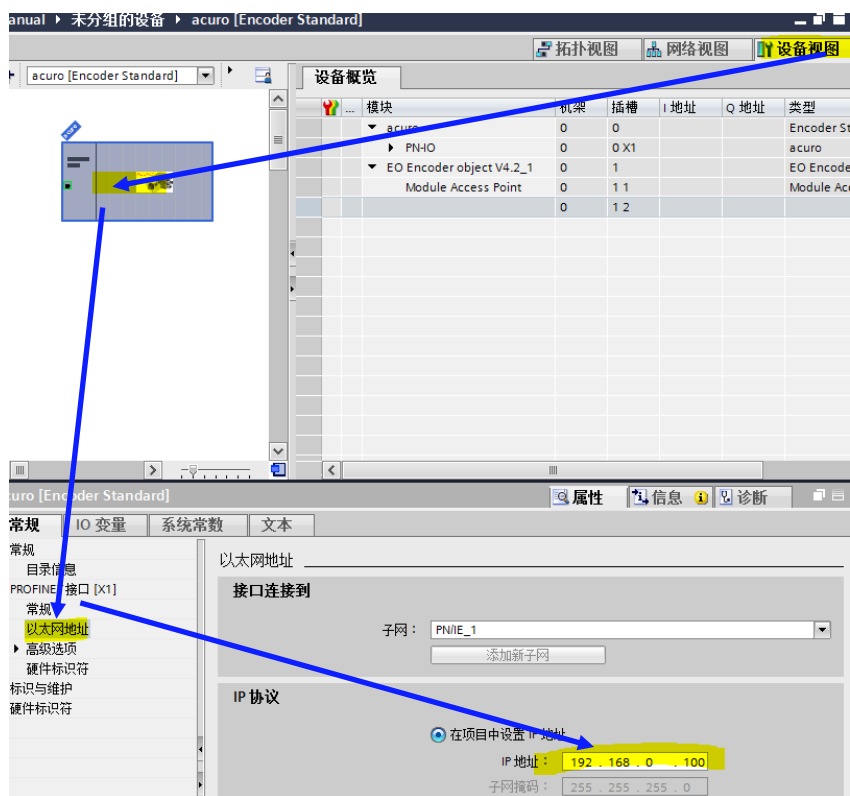 anual ▸ 未分组的设备 ▸ acuro [Encoder Standard]
拓扑视图 网络视图 设备视图
acuro [Encoder Standard]
设备概览
... 模块 机架 插槽 I 地址 Q 地址 类型
acuro 0 0 Encoder St
PN-IO 0 0 X1 acuro
EO Encoder object V4.2_1 0 1 EO Encode
Module Access Point 0 1 1 Module Acc
0 1 2
acuro
curo [Encoder Standard]
属性 信息 诊断
常规 IO 变量 系统常数 文本
常规
目录信息
PROFINET 接口 [X1]
常规
以太网地址
高级选项
硬件标识符
标识与维护
硬件标识符
以太网地址
接口连接到
子网： PN/IE_1
添加新子网
IP 协议
在项目中设置 IP 地址
IP 地址： 192 . 168 . 0 . 100
子网掩码： 255 . 255 . 255 . 0